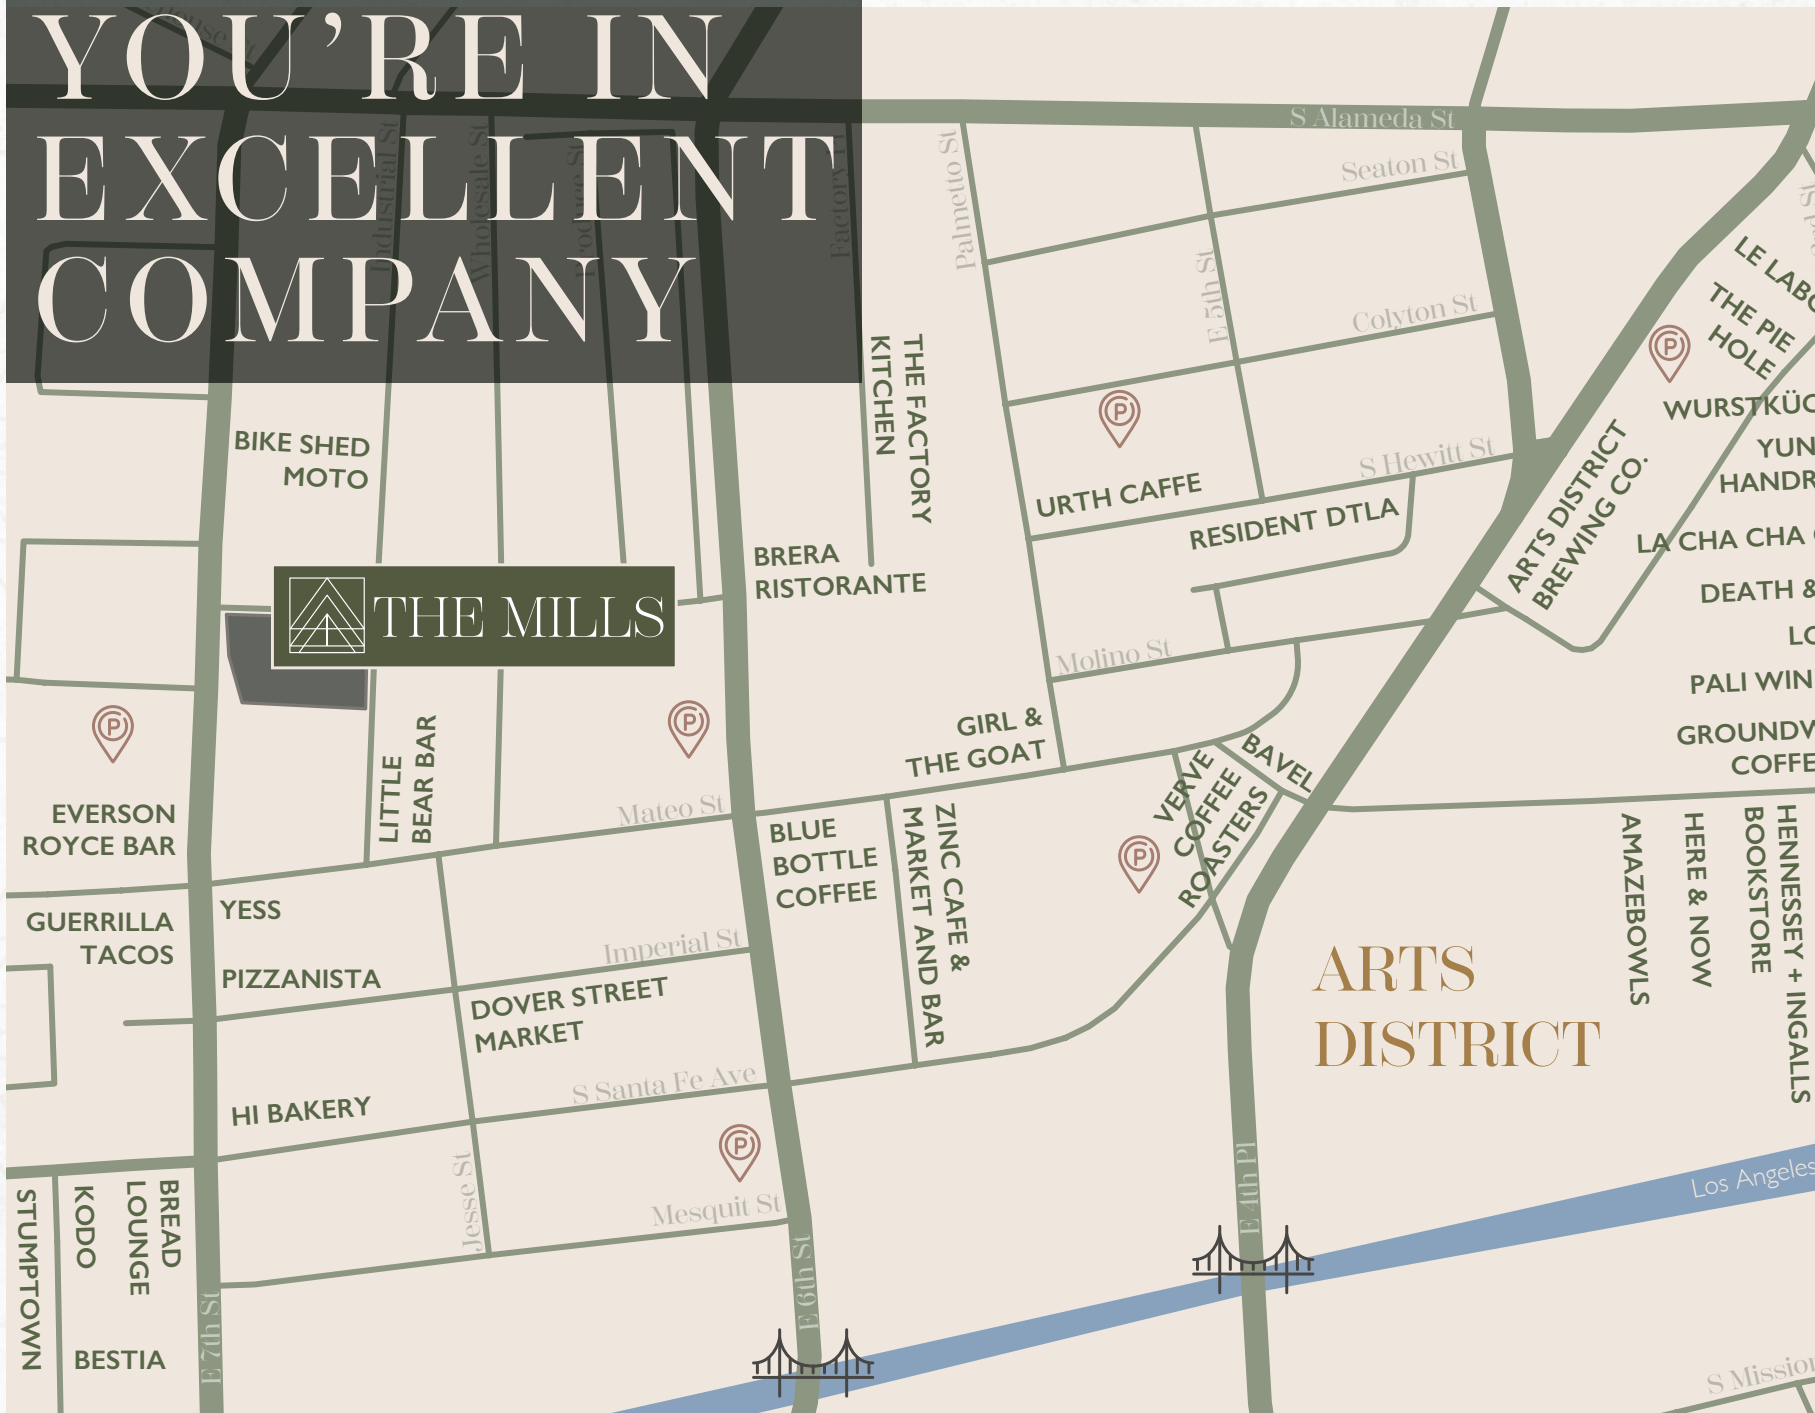 YOU'RE IN
EXCELLENT
COMPANY
Industrial St
Wholesale St
Produce St
Factory
Palmetto St
S Alameda St
Seaton St
E 5th St
Colyton St
S Hewitt St
THE FACTORY
KITCHEN
BIKE SHED
MOTO
THE MILLS
BRERA
RISTORANTE
URTH CAFFE
RESIDENT DTLA
Molino St
ARTS DISTRICT
BREWING CO.
THE PIE
HOLE
LE LABO
WURSTKÜC
YUN
HANDR
LA CHA CHA
DEATH &
LO
PALI WIN
GROUNDW
COFFE
GIRL &
THE GOAT
BAVEL
VERVE
COFFEE
ROASTERS
LITTLE
BEAR BAR
Mateo St
EVERSON
ROYCE BAR
GUERRILLA
TACOS
YESS
PIZZANISTA
BLUE
BOTTLE
COFFEE
ZINC CAFE &
MARKET AND BAR
Imperial St
DOVER STREET
MARKET
S Santa Fe Ave
HI BAKERY
Jesse St
Mesquit St
AMAZEBOWLS
HERE & NOW
HENNESSEY + INGALLS
BOOKSTORE
ARTS
DISTRICT
STUMPTOWN
KODO
BREAD
LOUNGE
BESTIA
E 7th St
E 6th St
E 4th Pl
Los Angeles
S Mission
P
P
P
P
P
P